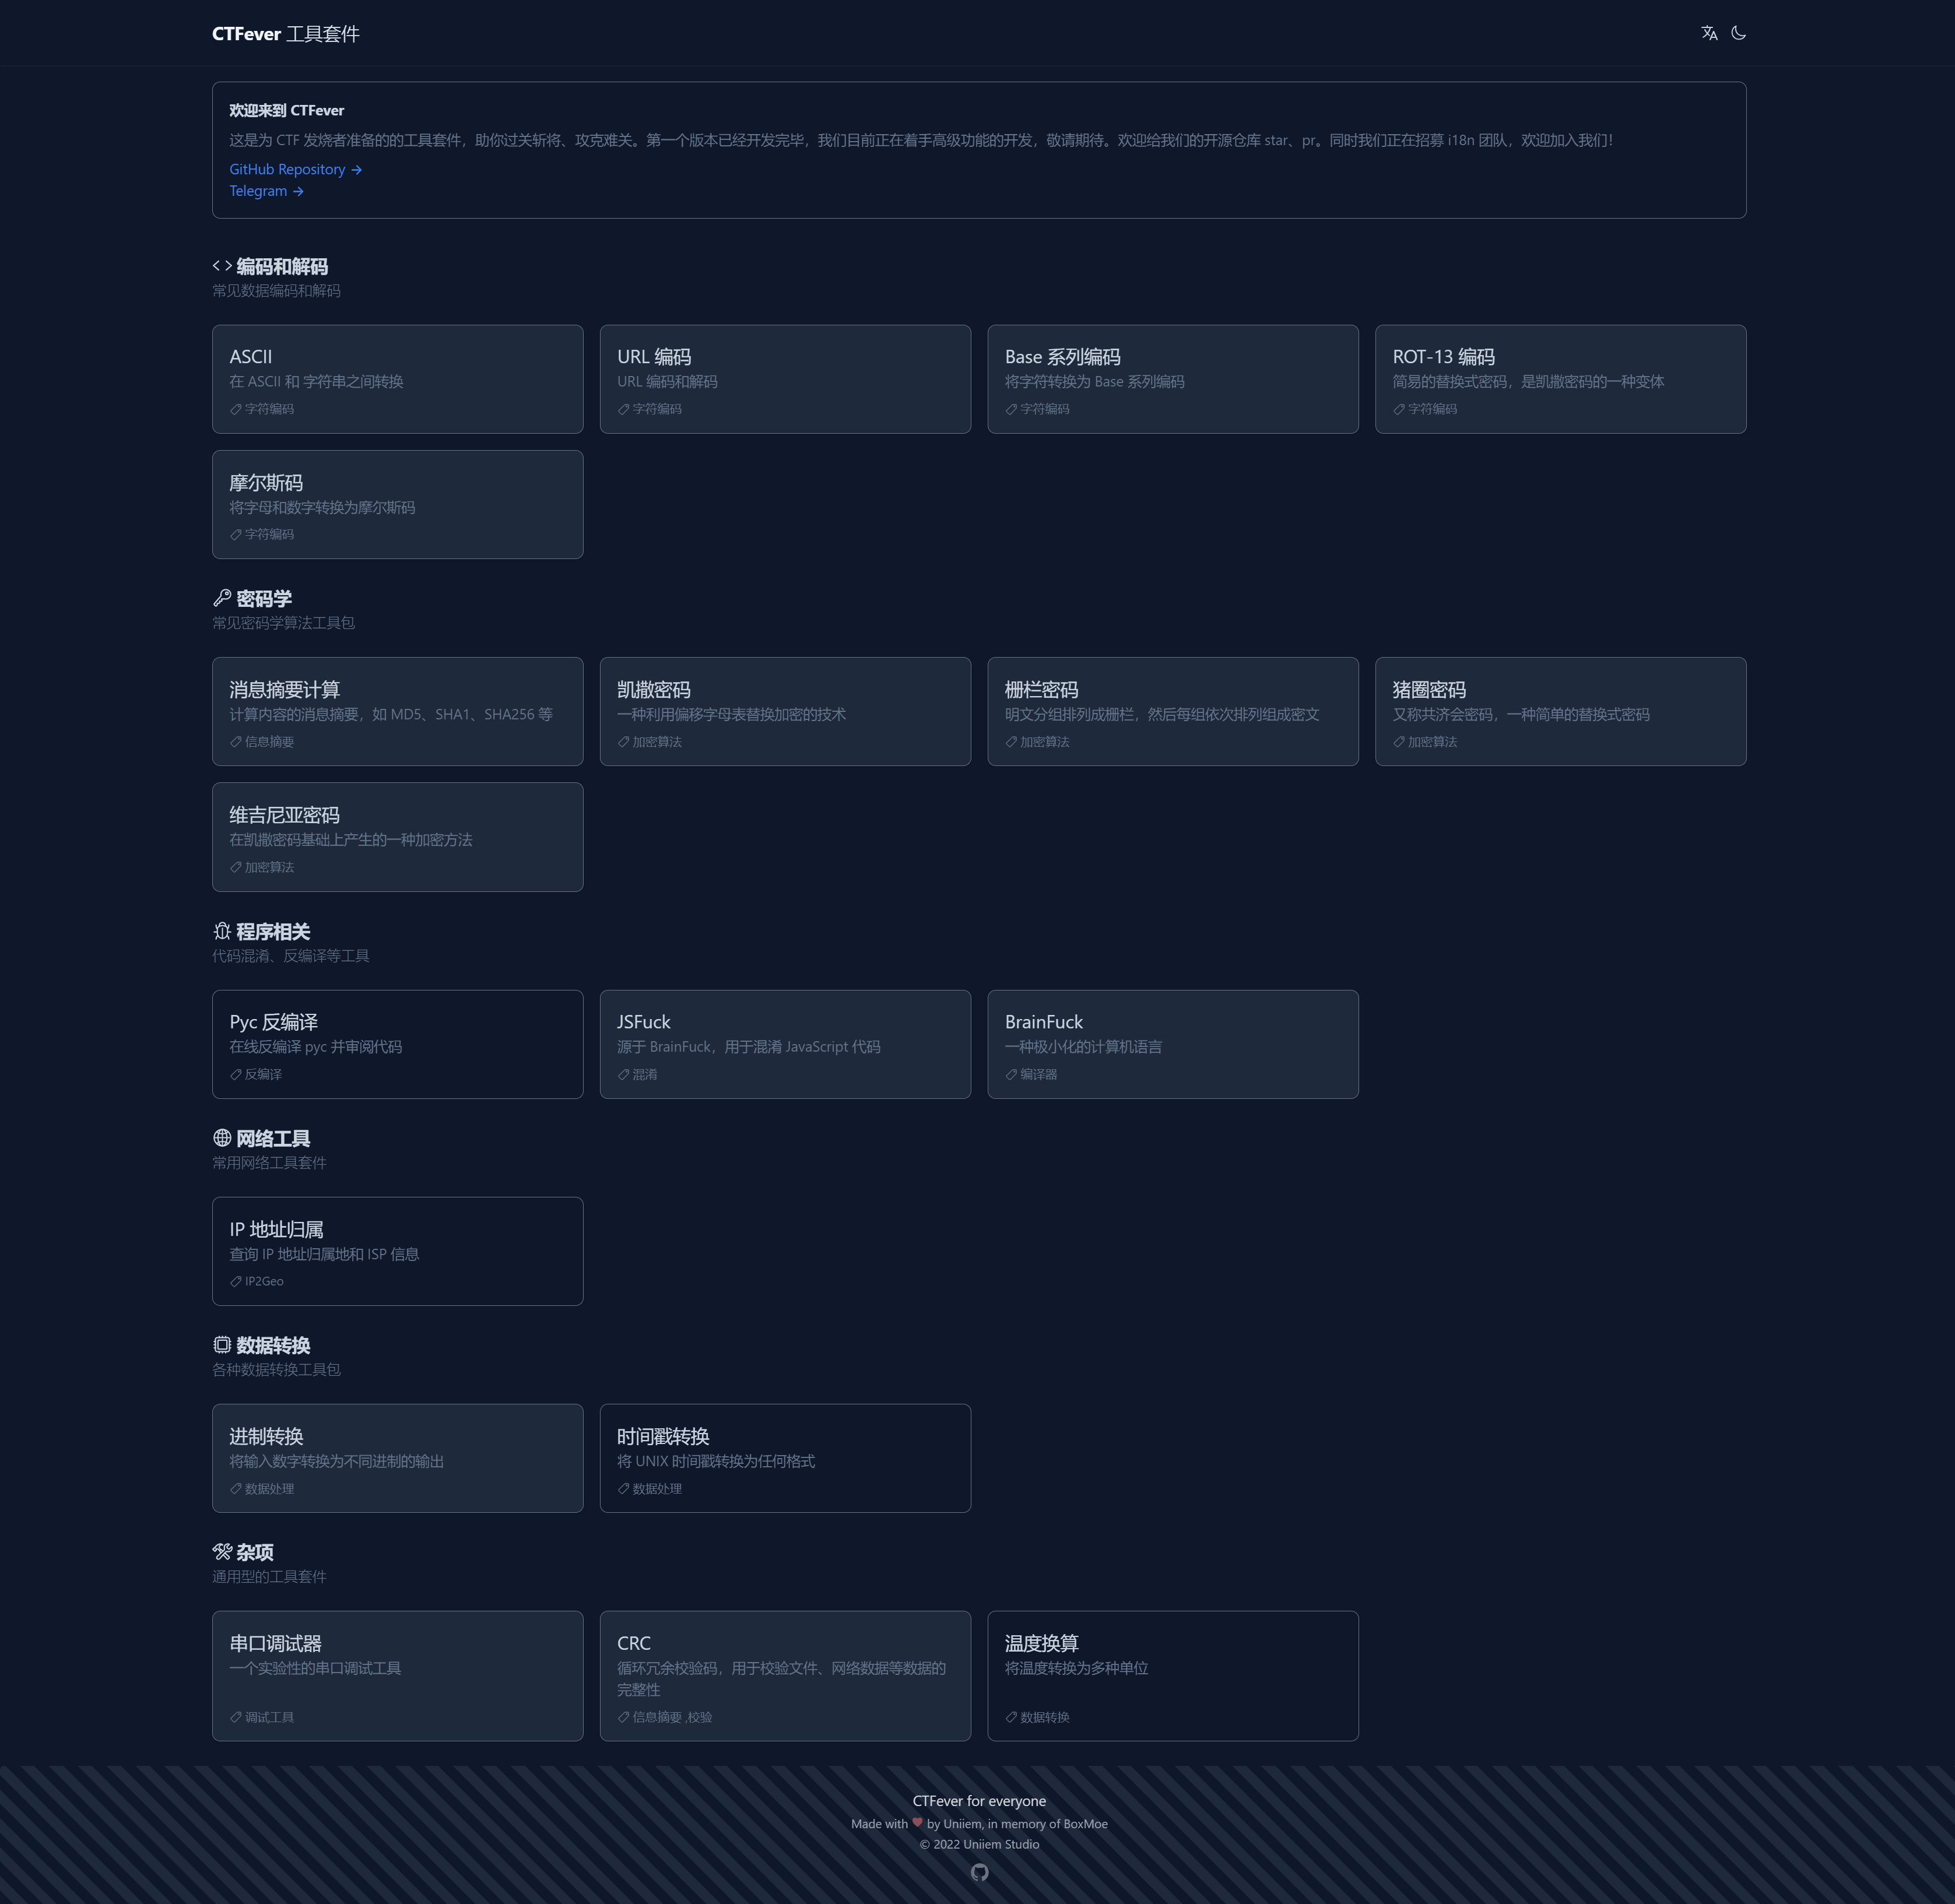 CTFever 工具套件
欢迎来到 CTFever
这是为 CTF 发烧者准备的的工具套件，助你过关斩将、攻克难关。第一个版本已经开发完毕，我们目前正在着手高级功能的开发，敬请期待。欢迎给我们的开源仓库 star、pr。同时我们正在招募 i18n 团队，欢迎加入我们！
GitHub Repository →
Telegram →
编码和解码
常见数据编码和解码
ASCII
在 ASCII 和 字符串之间转换
字符编码
URL 编码
URL 编码和解码
字符编码
Base 系列编码
将字符转换为 Base 系列编码
字符编码
ROT-13 编码
简易的替换式密码，是凯撒密码的一种变体
字符编码
摩尔斯码
将字母和数字转换为摩尔斯码
字符编码
密码学
常见密码学算法工具包
消息摘要计算
计算内容的消息摘要，如 MD5、SHA1、SHA256 等
信息摘要
凯撒密码
一种利用偏移字母表替换加密的技术
加密算法
栅栏密码
明文分组排列成栅栏，然后每组依次排列组成密文
加密算法
猪圈密码
又称共济会密码，一种简单的替换式密码
加密算法
维吉尼亚密码
在凯撒密码基础上产生的一种加密方法
加密算法
程序相关
代码混淆、反编译等工具
Pyc 反编译
在线反编译 pyc 并审阅代码
反编译
JSFuck
源于 BrainFuck，用于混淆 JavaScript 代码
混淆
BrainFuck
一种极小化的计算机语言
编译器
网络工具
常用网络工具套件
IP 地址归属
查询 IP 地址归属地和 ISP 信息
IP2Geo
数据转换
各种数据转换工具包
进制转换
将输入数字转换为不同进制的输出
数据处理
时间戳转换
将 UNIX 时间戳转换为任何格式
数据处理
杂项
通用型的工具套件
串口调试器
一个实验性的串口调试工具
调试工具
CRC
循环冗余校验码，用于校验文件、网络数据等数据的
完整性
信息摘要 ,校验
温度换算
将温度转换为多种单位
数据转换
CTFever for everyone
Made with ♥ by Uniiem, in memory of BoxMoe
© 2022 Uniiem Studio